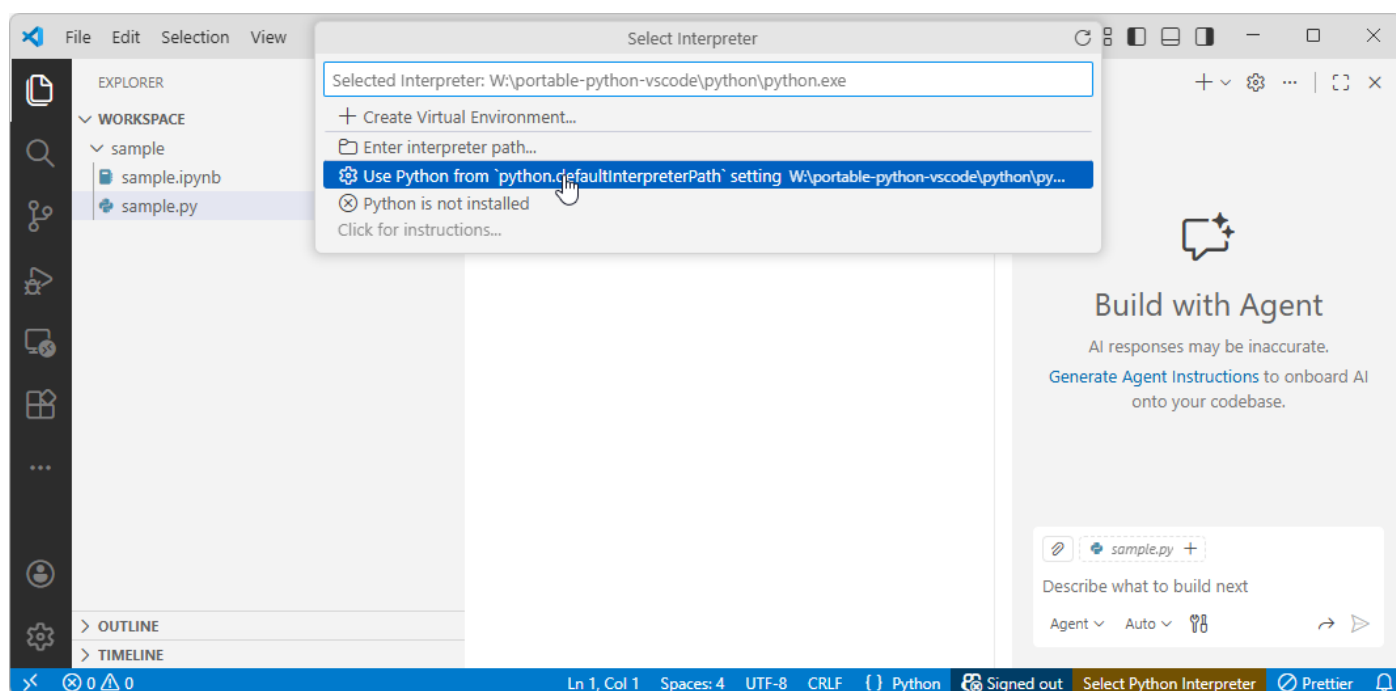 File Edit Selection View
Select Interpreter
EXPLORER
Selected Interpreter: W:\portable-python-vscode\python\python.exe
WORKSPACE
Create Virtual Environment...
sample
Enter interpreter path...
sample.ipynb
Use Python from `python.defaultInterpreterPath` setting W:\portable-python-vscode\python\py...
sample.py
Python is not installed
Click for instructions...
Build with Agent
AI responses may be inaccurate.
Generate Agent Instructions to onboard AI
onto your codebase.
sample.py
Describe what to build next
Agent Auto
OUTLINE
TIMELINE
0 0 Ln 1, Col 1 Spaces: 4 UTF-8 CRLF { } Python Signed out Select Python Interpreter Prettier